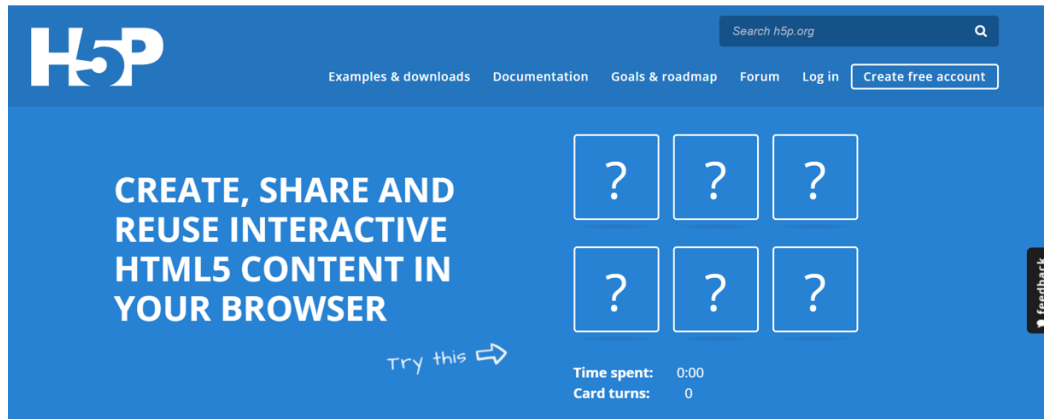 H5P
Search h5p.org
Examples & downloads Documentation Goals & roadmap Forum Log in Create free account
CREATE, SHARE AND
REUSE INTERACTIVE
HTML5 CONTENT IN
YOUR BROWSER
Try this
? ? ?
? ? ?
Time spent: 0:00
Card turns: 0
feedback